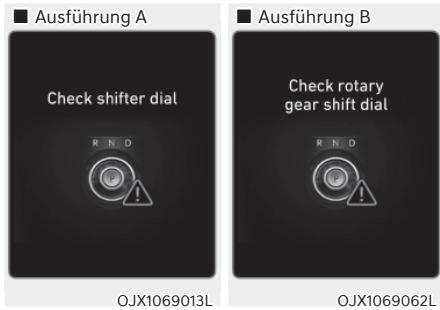 ■ Ausführung A
Check shifter dial
R N D
P
OJX1069013L
■ Ausführung B
Check rotary
gear shift dial
R N D
P
OJX1069062L